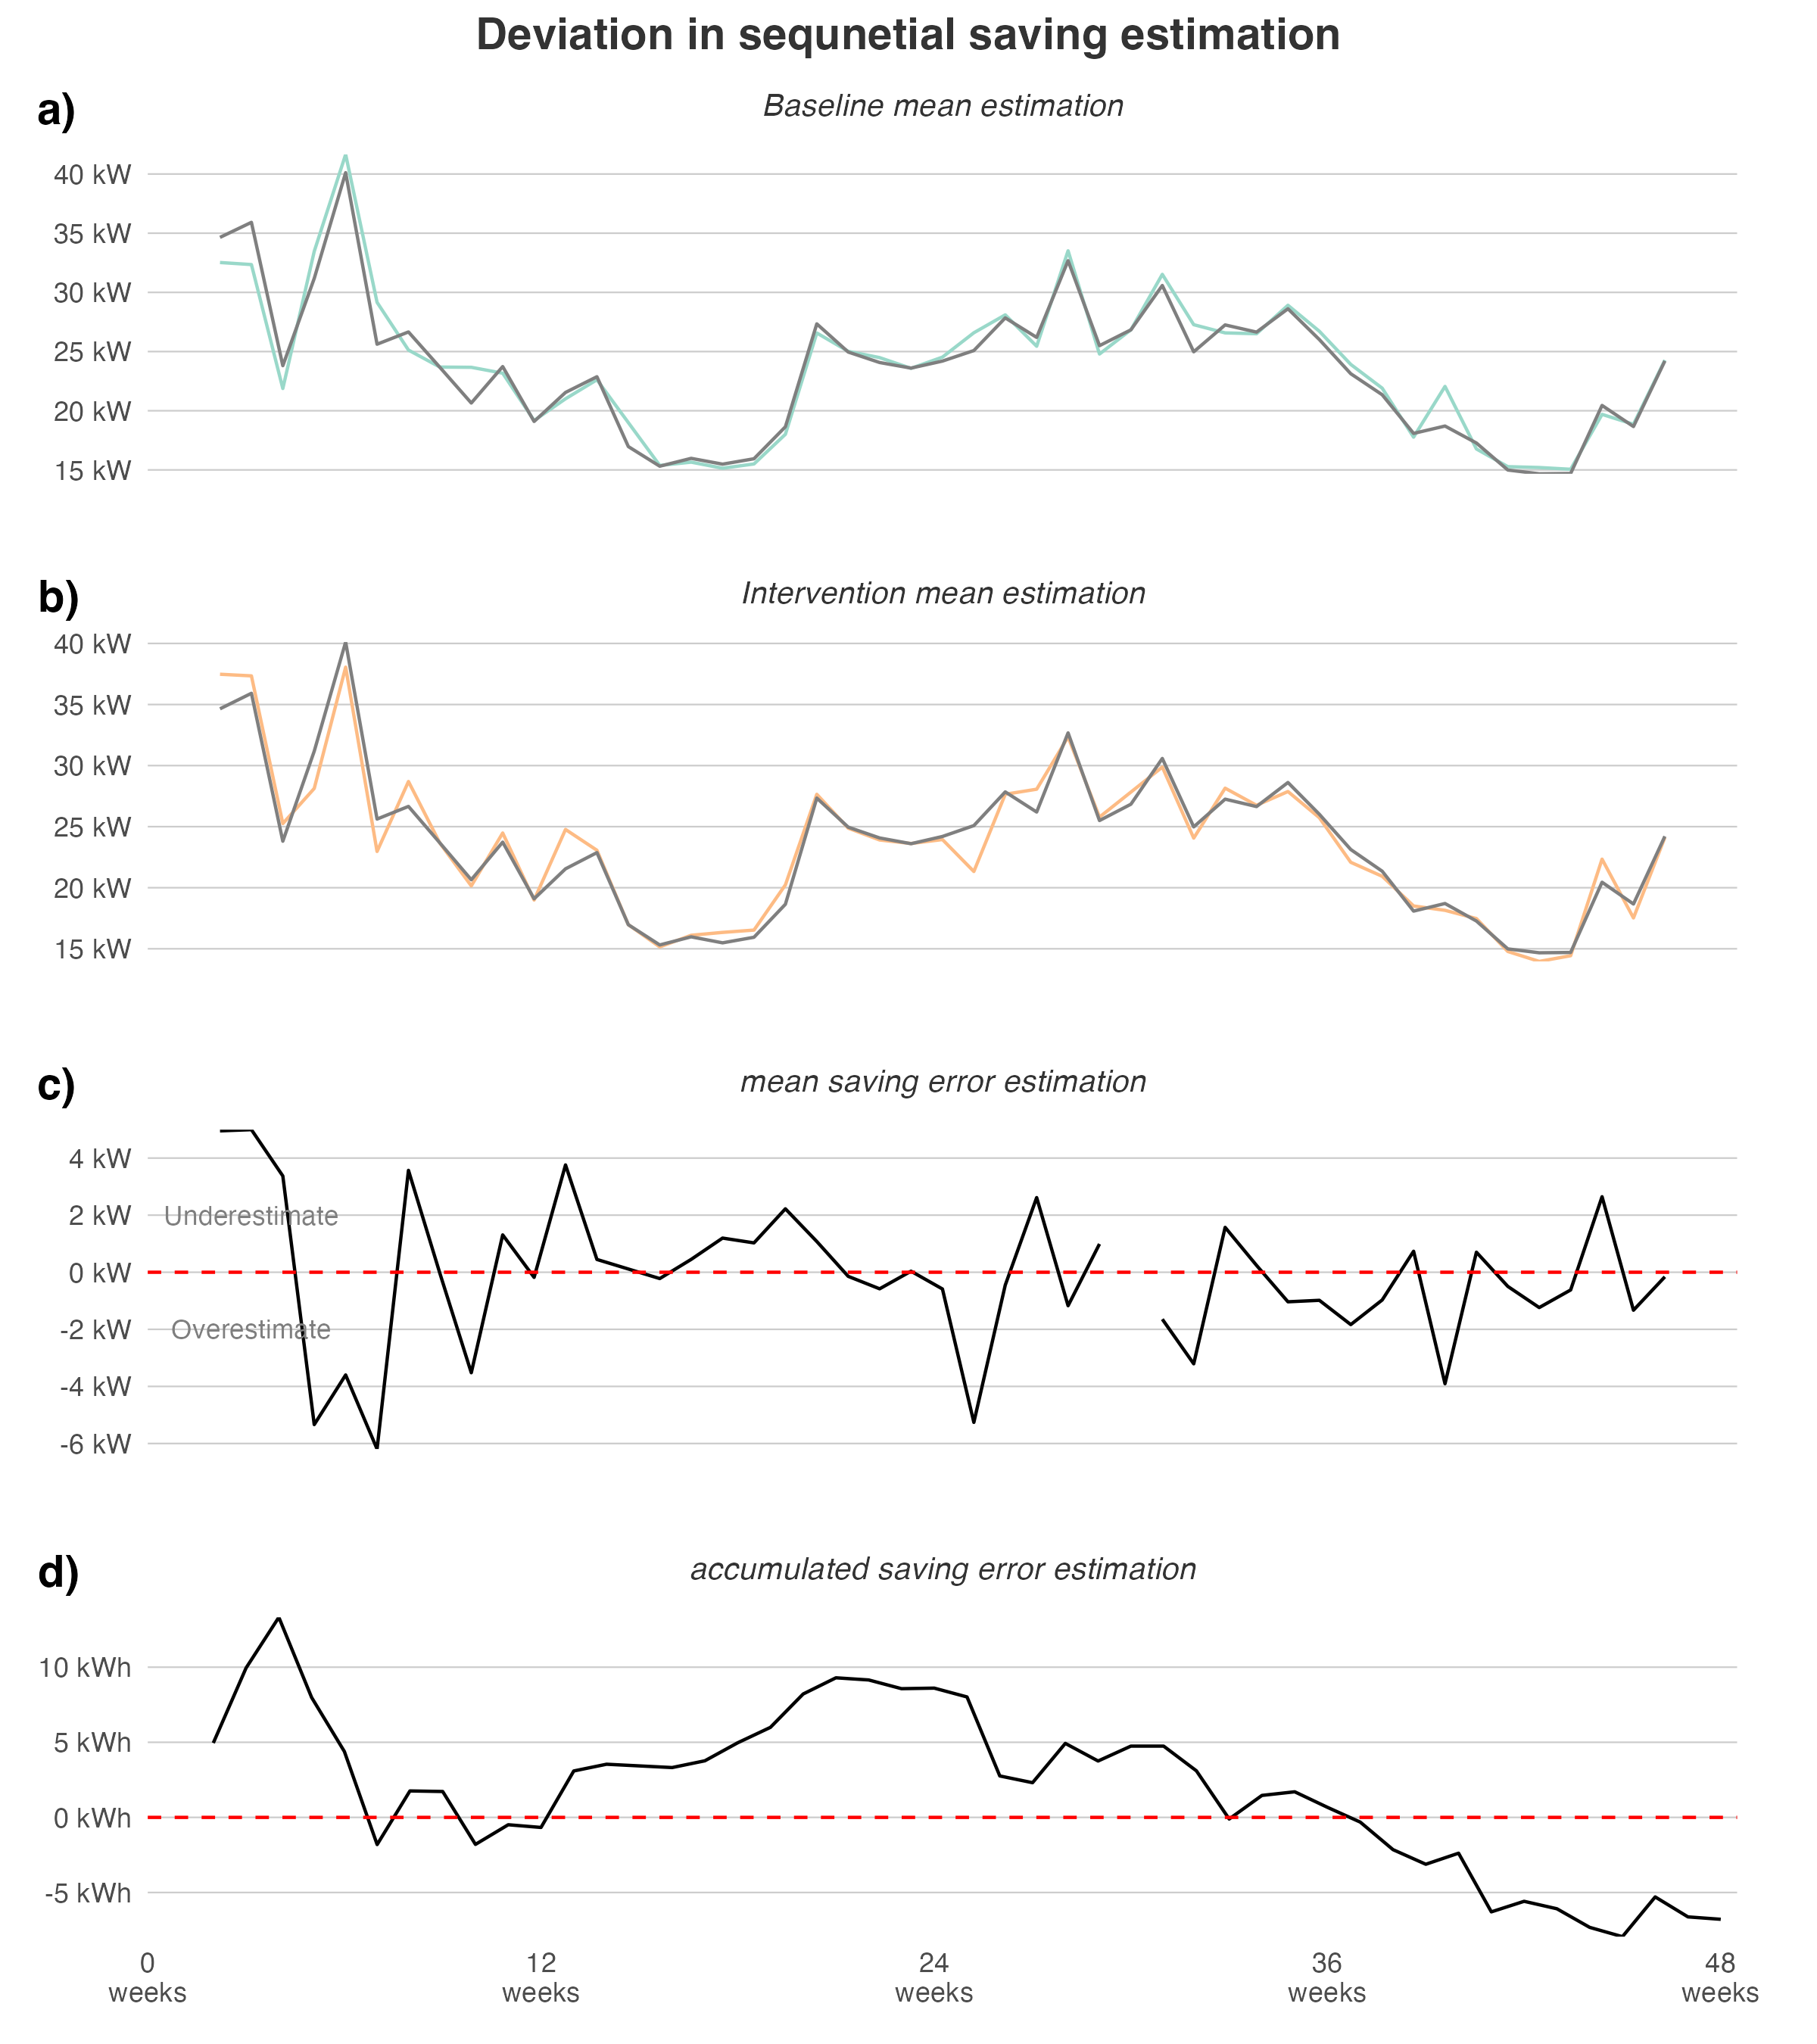 Deviation in sequnetial saving estimation
a)
Baseline mean estimation
40 kW
35 kW
30 kW
25 kW
20 kW
15 kW
b)
Intervention mean estimation
40 kW
35 kW
30 kW
25 kW
20 kW
15 kW
c)
mean saving error estimation
4 kW
2 kW
Underestimate
0 kW
-2 kW
Overestimate
-4 kW
-6 kW
d)
accumulated saving error estimation
10 kWh
5 kWh
0 kWh
-5 kWh
0 12 24 36 48
weeks weeks weeks weeks weeks